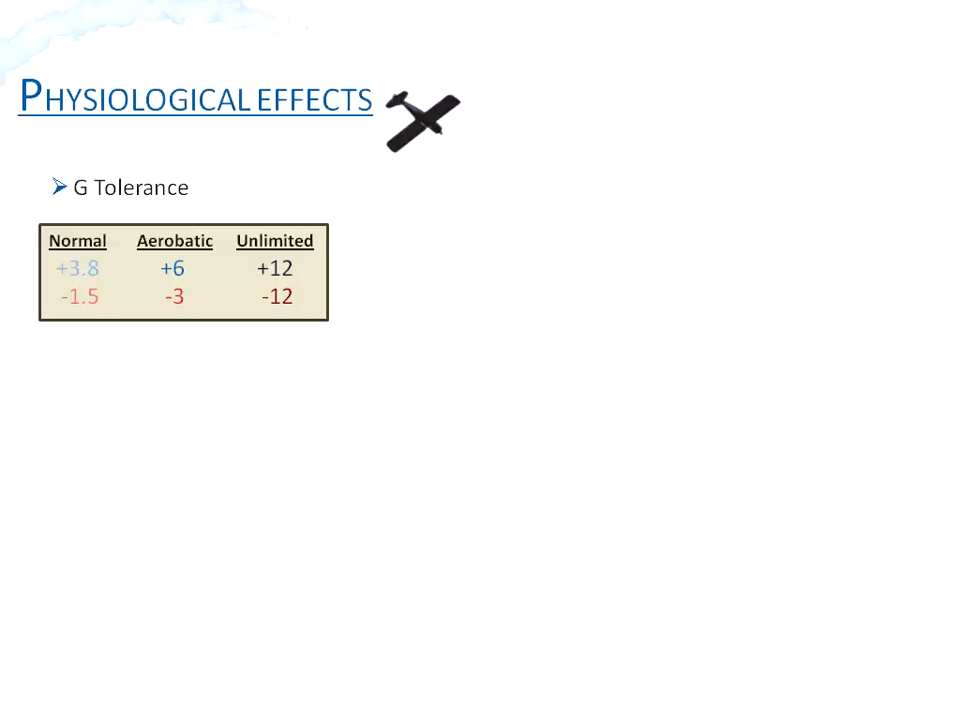 PHYSIOLOGICAL EFFECTS
G Tolerance
Normal Aerobatic Unlimited
+3.8 +6 +12
-1.5 -3 -12